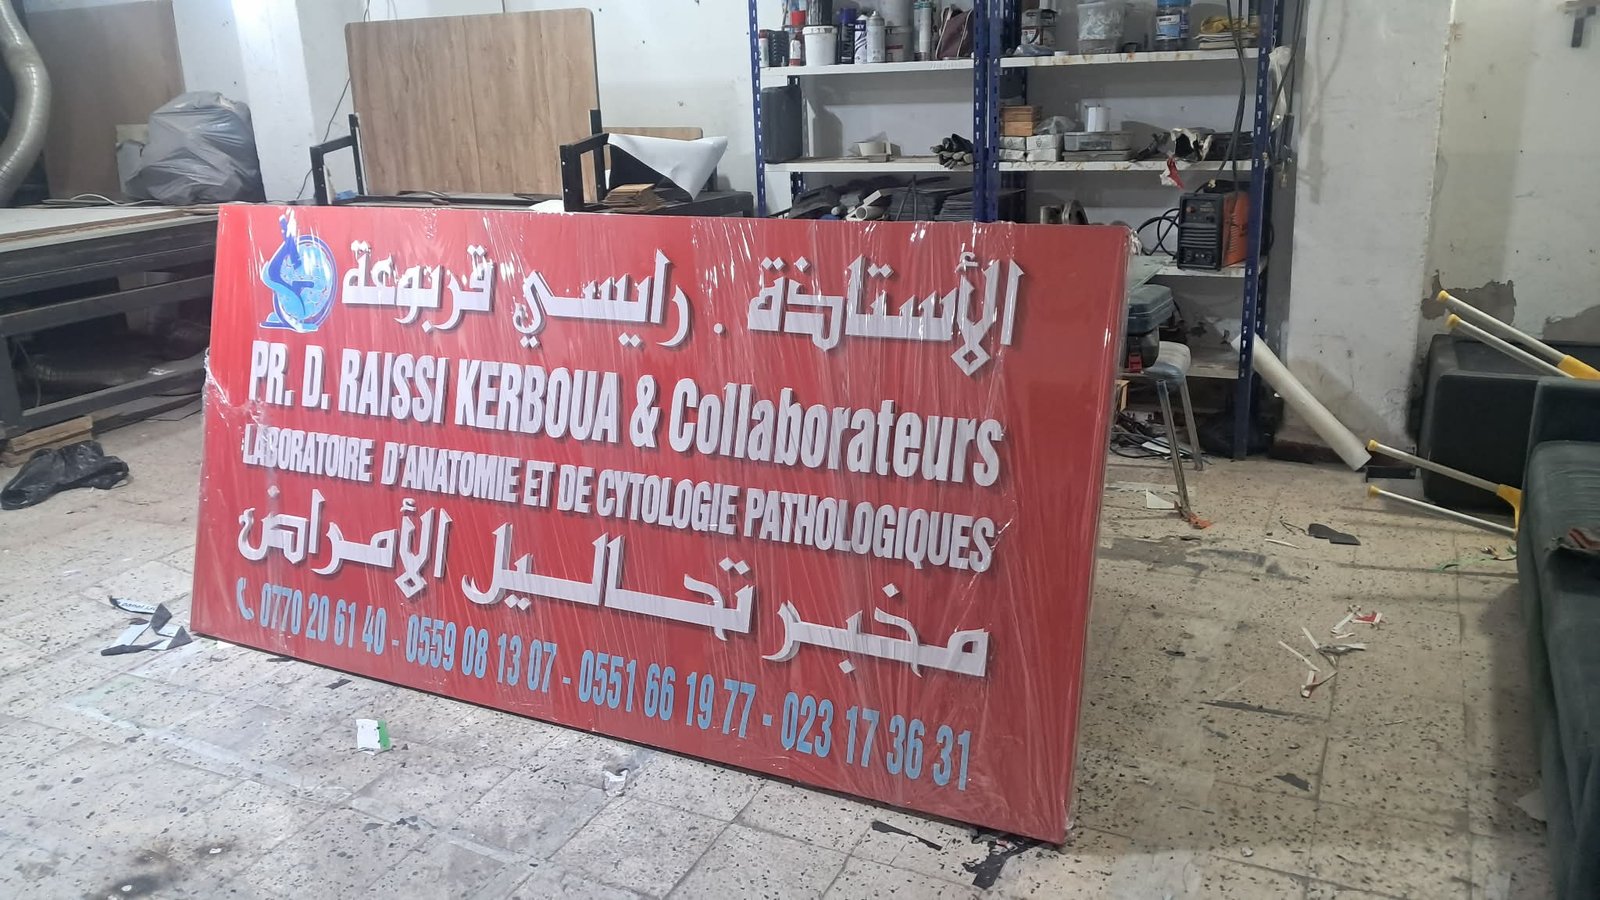 الأستاذة . رايسي قربوعة
PR. D. RAISSI KERBOUA & Collaborateurs
LABORATOIRE D'ANATOMIE ET DE CYTOLOGIE PATHOLOGIQUES
مخبر تحاليل الأمراض
0770 20 61 40 - 0559 08 13 07 - 0551 66 19 77 - 023 17 36 31